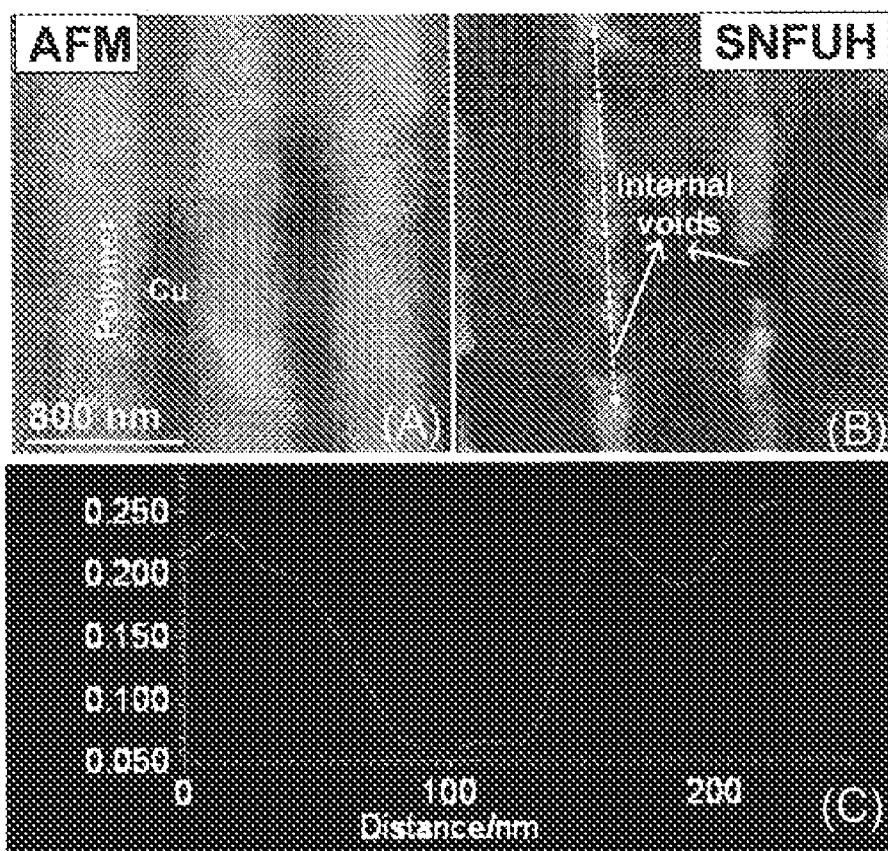 AFM
SNFUH
Internal
voids
Polymer
Cu
800 nm
(A)
(B)
0.250
0.200
0.150
0.100
0.050
0
100
200
Distance/nm
(C)